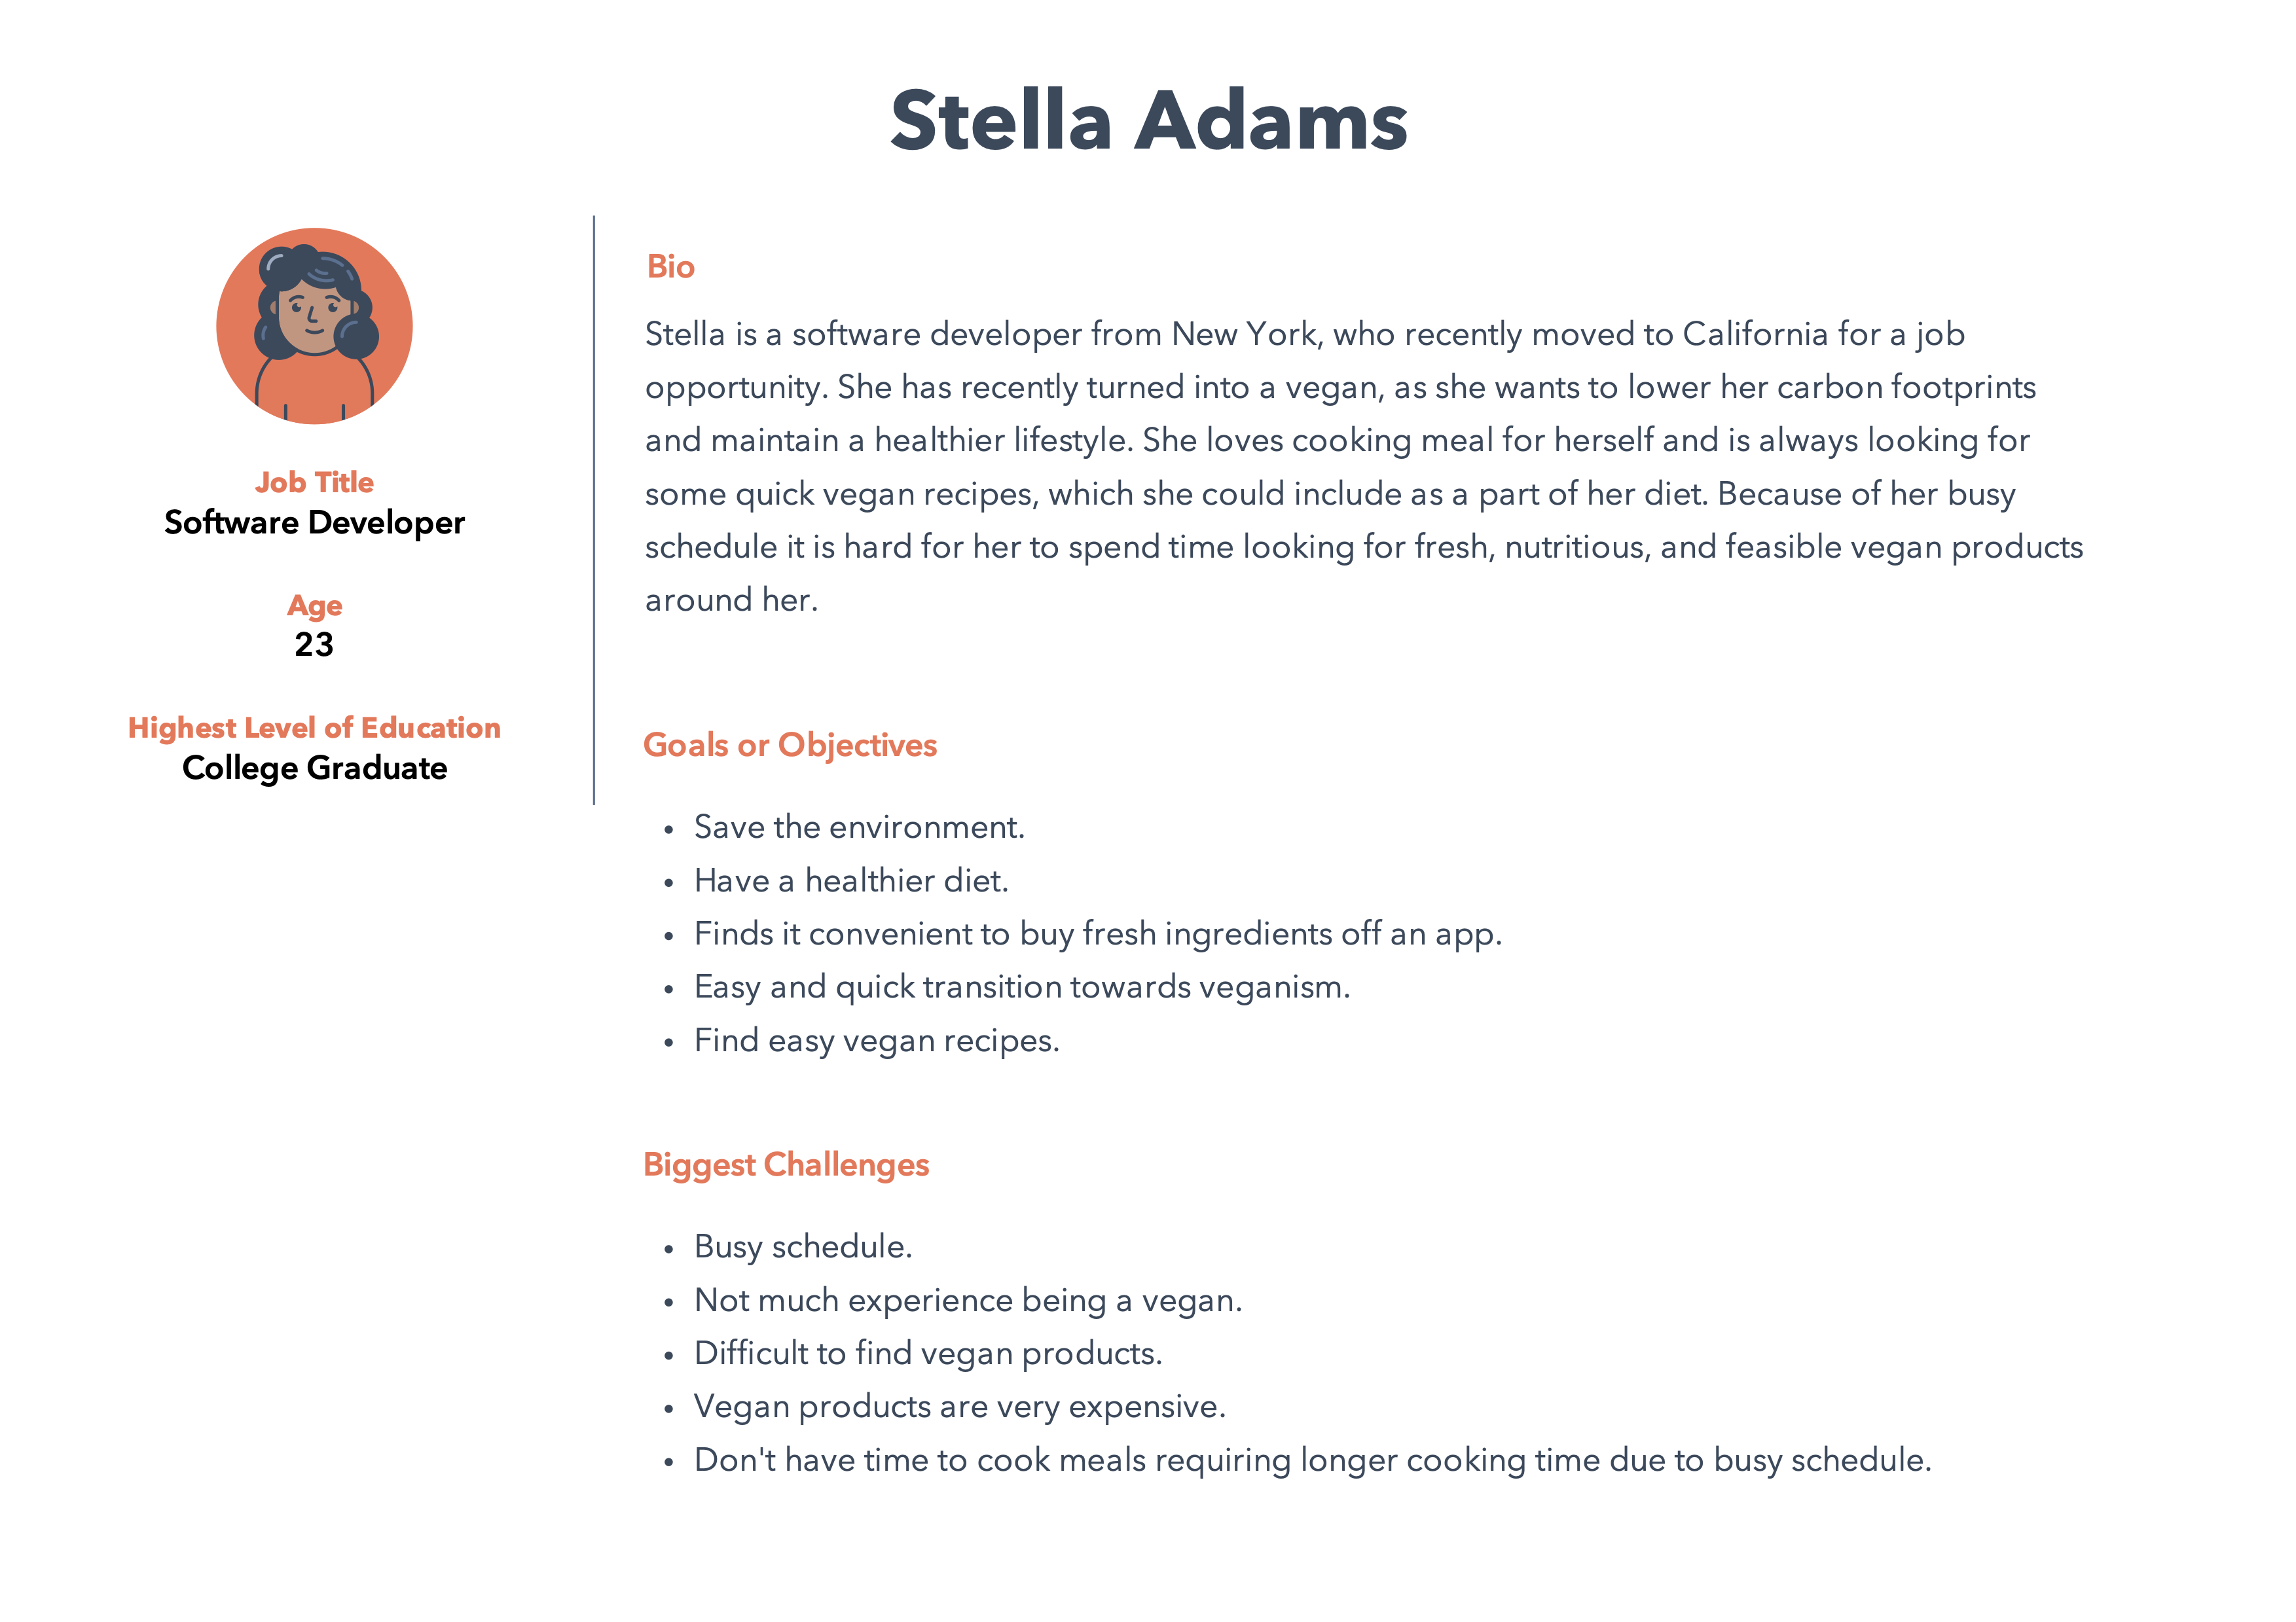 Stella Adams
Job Title
Software Developer
Age
23
Highest Level of Education
College Graduate
Bio
Stella is a software developer from New York, who recently moved to California for a job
opportunity. She has recently turned into a vegan, as she wants to lower her carbon footprints
and maintain a healthier lifestyle. She loves cooking meal for herself and is always looking for
some quick vegan recipes, which she could include as a part of her diet. Because of her busy
schedule it is hard for her to spend time looking for fresh, nutritious, and feasible vegan products
around her.
Goals or Objectives
• Save the environment.
• Have a healthier diet.
• Finds it convenient to buy fresh ingredients off an app.
• Easy and quick transition towards veganism.
• Find easy vegan recipes.
Biggest Challenges
• Busy schedule.
• Not much experience being a vegan.
• Difficult to find vegan products.
• Vegan products are very expensive.
• Don't have time to cook meals requiring longer cooking time due to busy schedule.